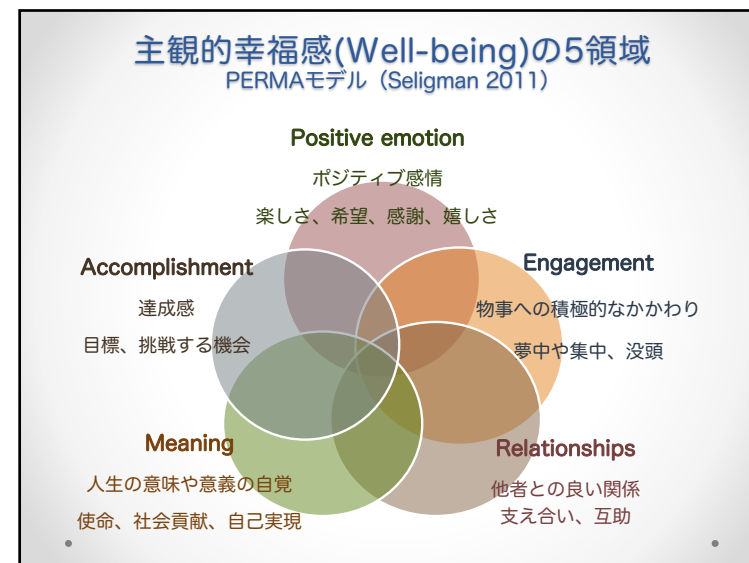 主観的幸福感(Well-being)の5領域
PERMAモデル（Seligman 2011）
Positive emotion
ポジティブ感情
楽しさ、希望、感謝、嬉しさ
Accomplishment
達成感
目標、挑戦する機会
Engagement
物事への積極的なかかわり
夢中や集中、没頭
Meaning
人生の意味や意義の自覚
使命、社会貢献、自己実現
Relationships
他者との良い関係
支え合い、互助